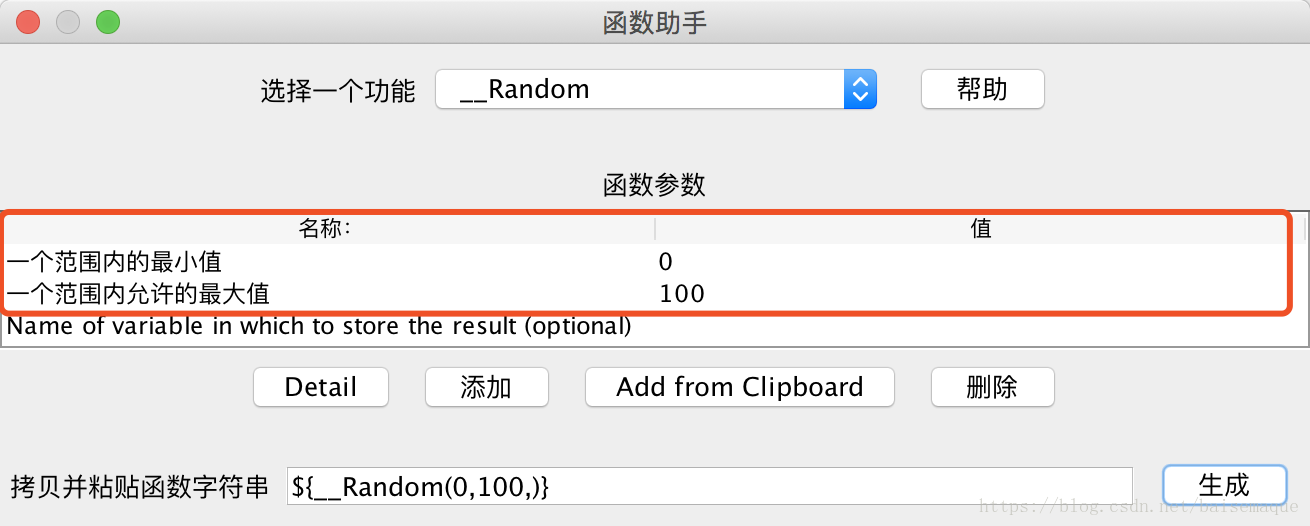 函数助手
选择一个功能 __Random 帮助
函数参数
名称: 值
一个范围内的最小值 0
一个范围内允许的最大值 100
Name of variable in which to store the result (optional)
Detail 添加 Add from Clipboard 删除
拷贝并粘贴函数字符串 ${__Random(0,100,)} 生成
https://blog.csdn.net/baisemaque